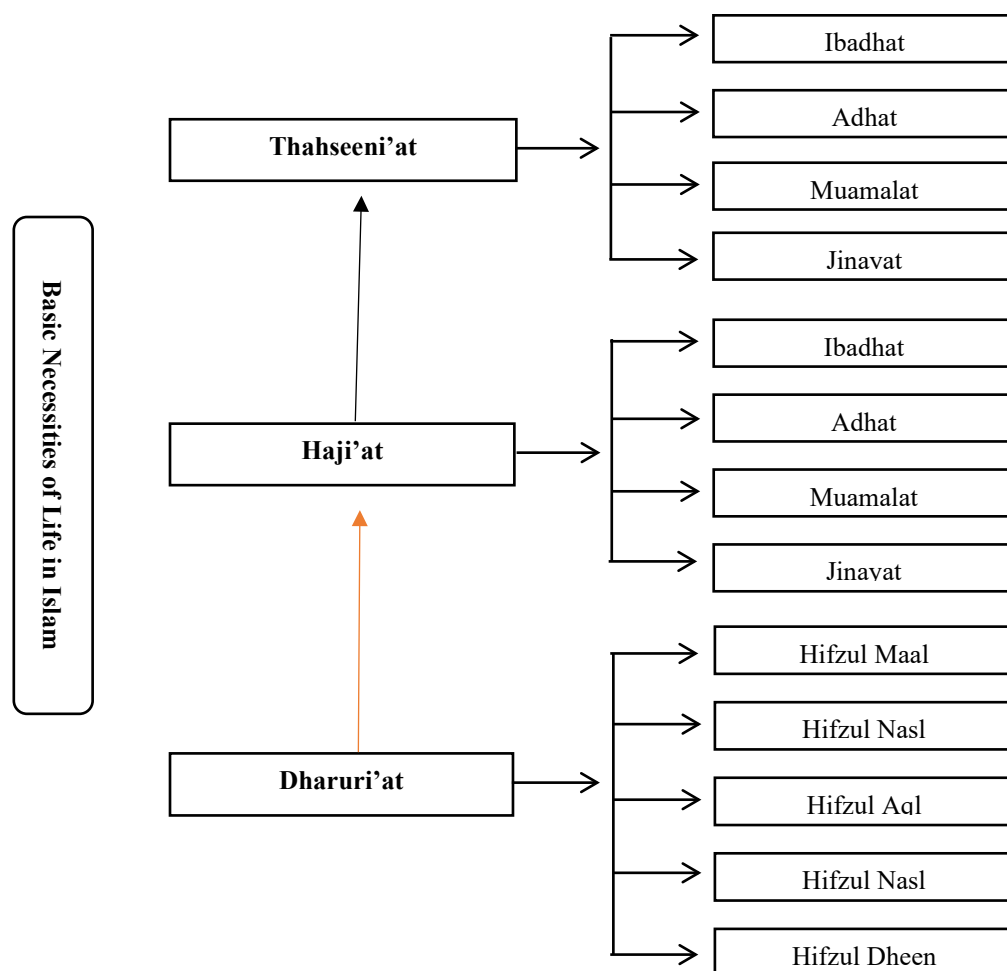 Basic Necessities of Life in Islam
Thahseeni’at
Ibadhat
Adhat
Muamalat
Jinavat
Haji’at
Ibadhat
Adhat
Muamalat
Jinavat
Dharuri’at
Hifzul Maal
Hifzul Nasl
Hifzul Aql
Hifzul Nasl
Hifzul Dheen